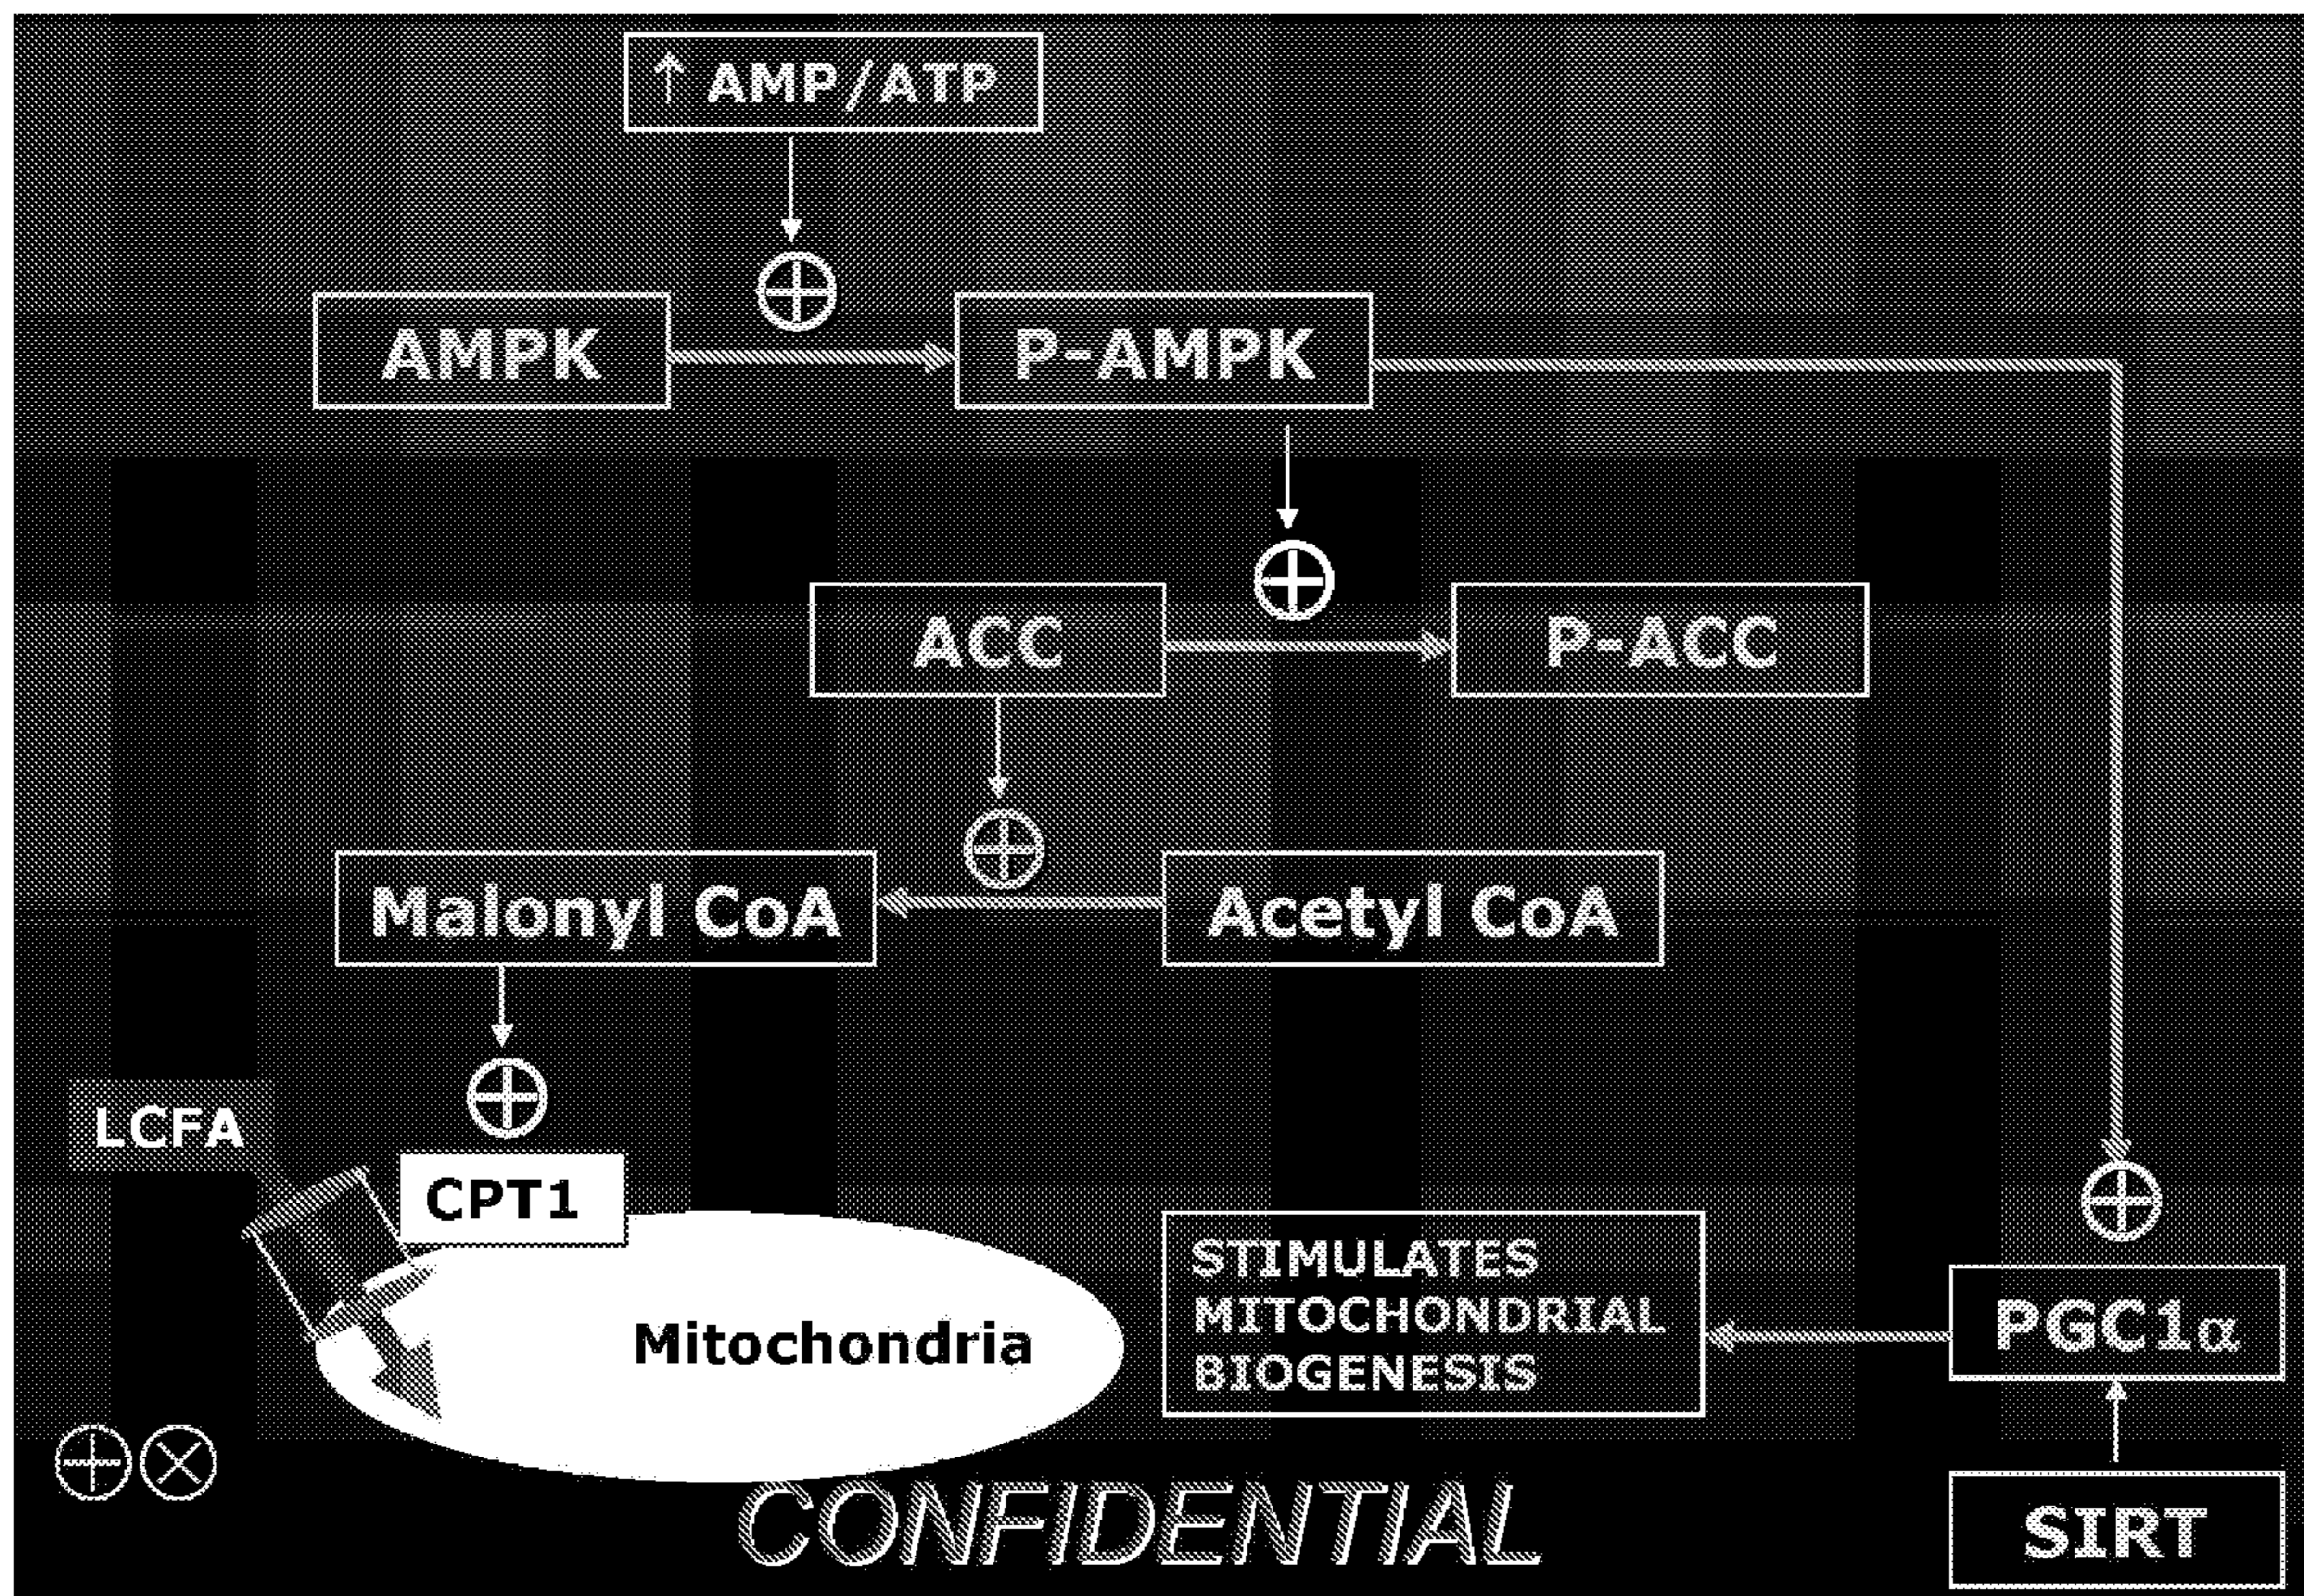 ↑ AMP/ATP
AMPK
P-AMPK
ACC
P-ACC
Malonyl CoA
Acetyl CoA
LCFA
CPT1
Mitochondria
STIMULATES
MITOCHONDRIAL
BIOGENESIS
PGC1α
SIRT
CONFIDENTIAL